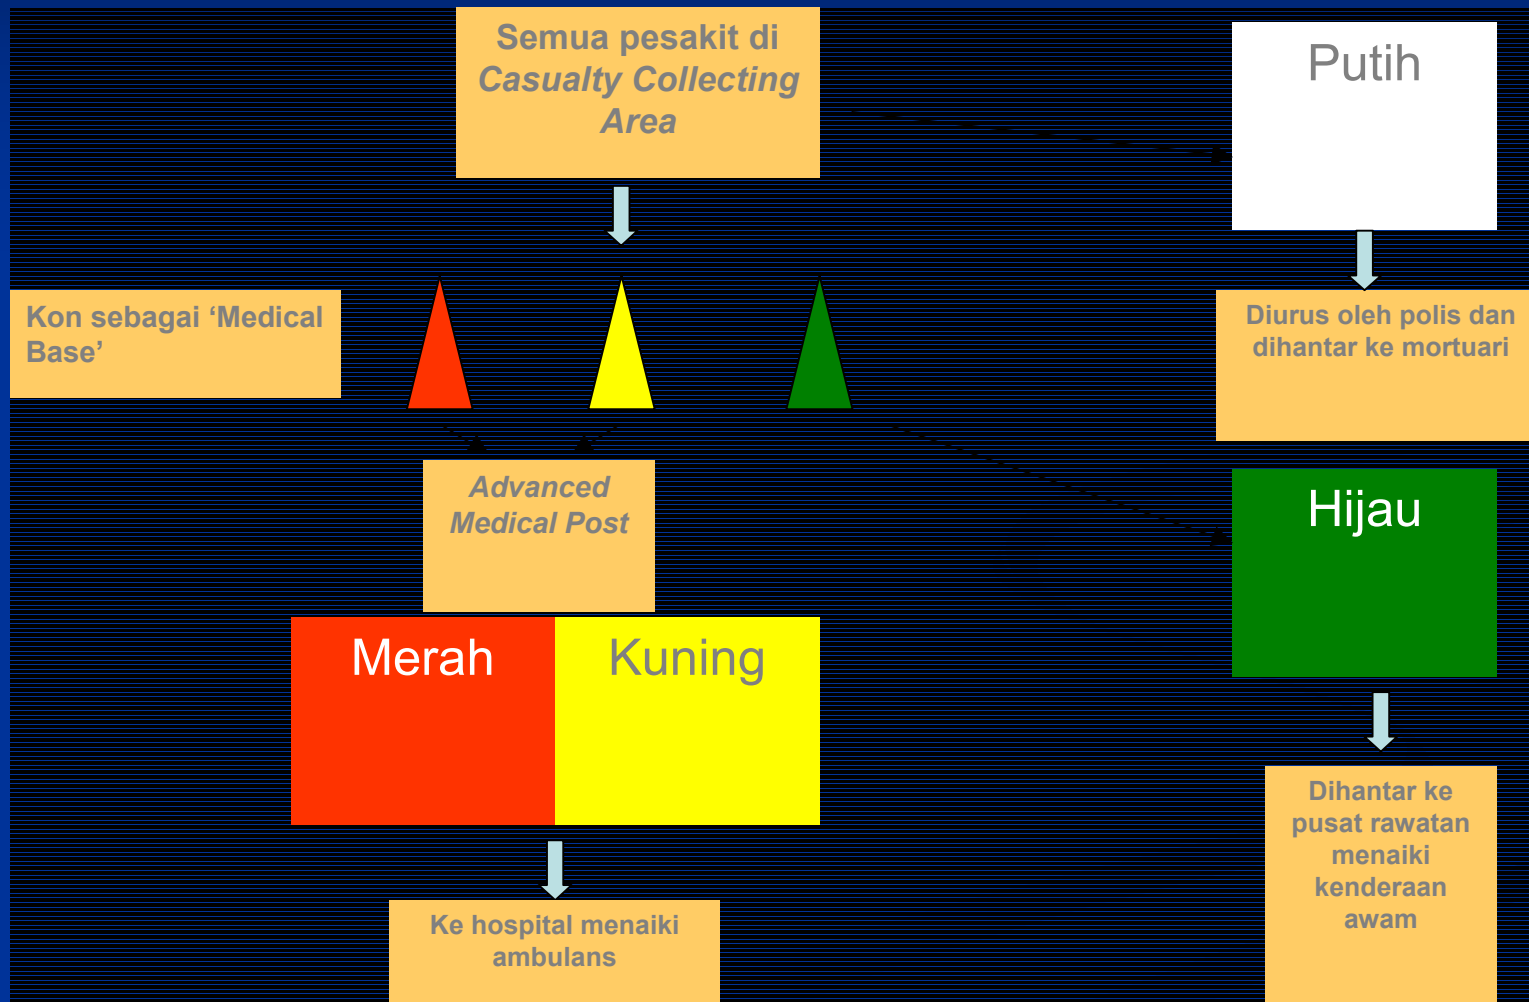 Semua pesakit di
Casualty Collecting
Area
Putih
Kon sebagai ‘Medical
Base’
Diurus oleh polis dan
dihantar ke mortuari
Advanced
Medical Post
Hijau
Merah
Kuning
Dihantar ke
pusat rawatan
menaiki
kenderaan
awam
Ke hospital menaiki
ambulans